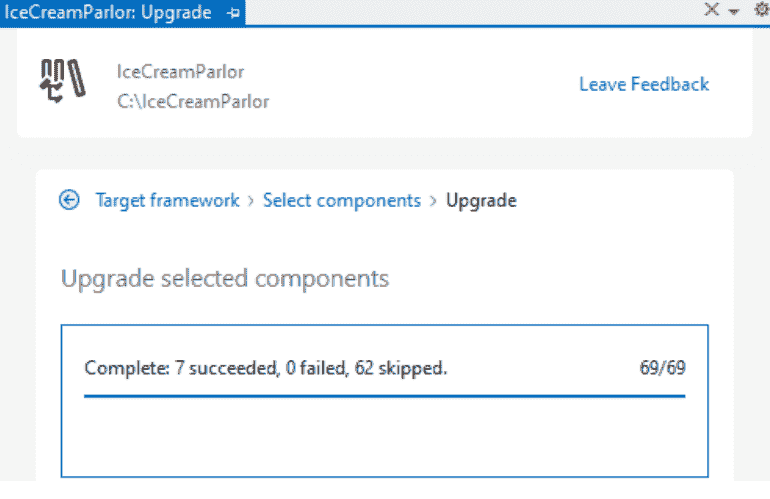 IceCreamParlor: Upgrade
IceCreamParlor
C:\IceCreamParlor
Leave Feedback
Target framework > Select components > Upgrade
Upgrade selected components
Complete: 7 succeeded, 0 failed, 62 skipped. 69/69